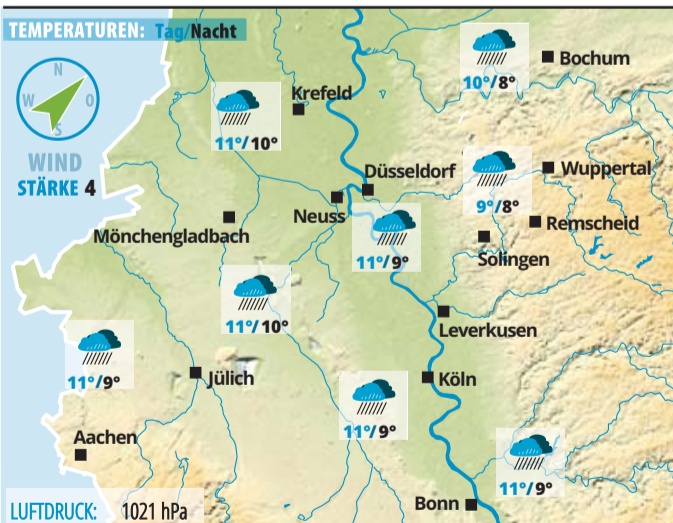 TEMPERATUREN: Tag/Nacht
N
W O
S
WIND
STÄRKE 4
Bochum
10°/8°
Krefeld
11°/10°
Düsseldorf
Wuppertal
9°/8°
Neuss
Mönchengladbach
Remscheid
Solingen
11°/9°
11°/10°
Leverkusen
11°/9°
Jülich
Köln
11°/9°
Aachen
11°/9°
Bonn
LUFTDRUCK: 1021 hPa